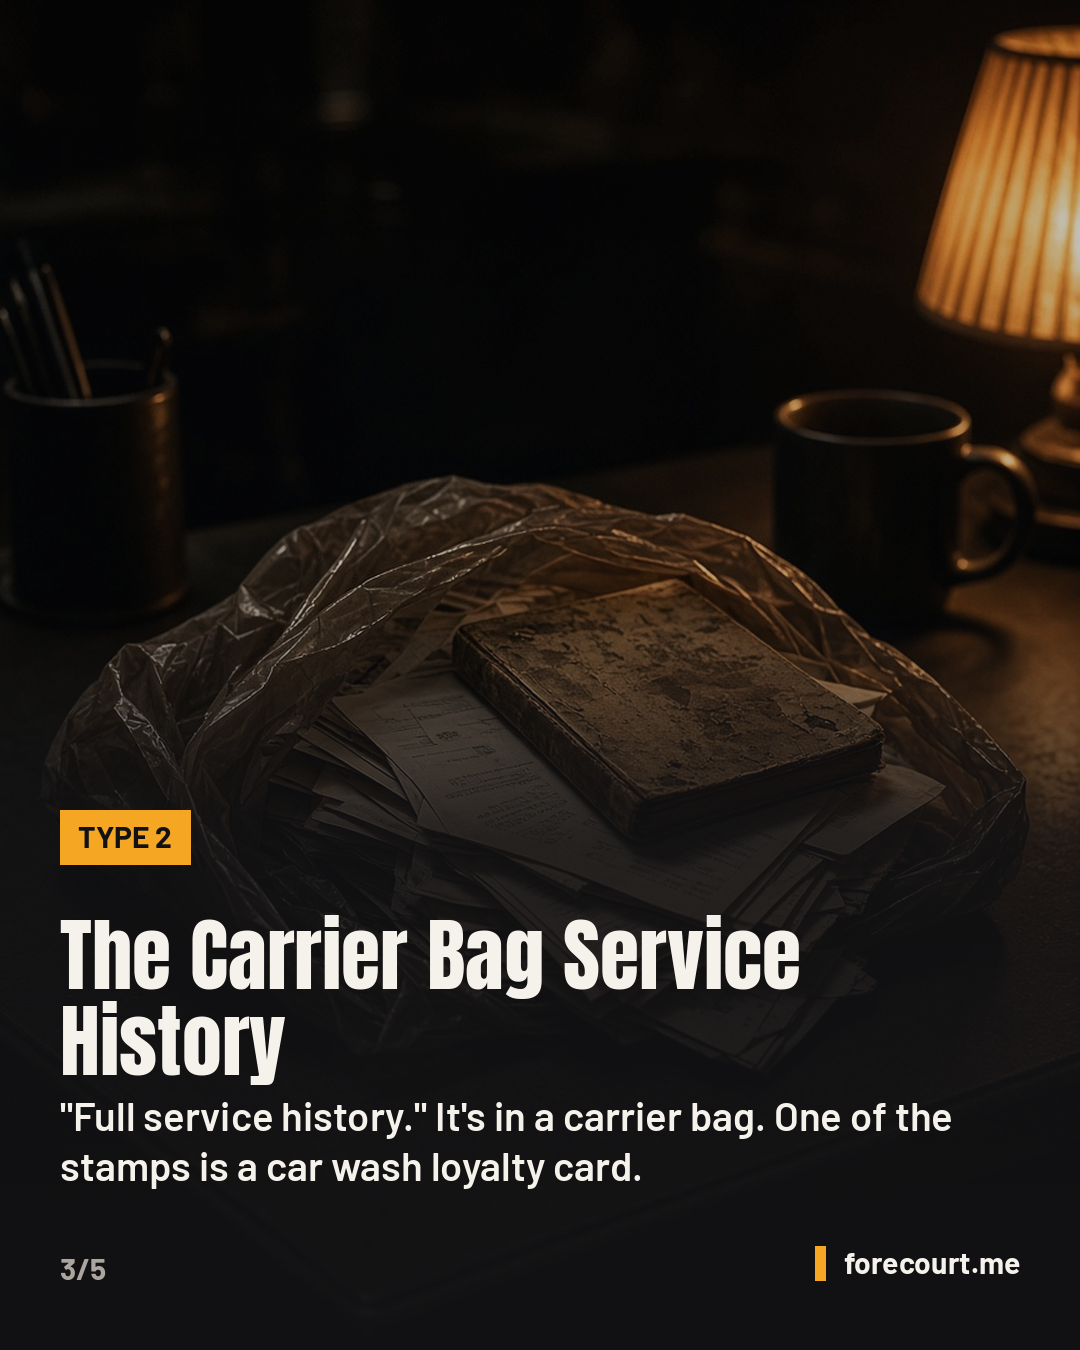 TYPE 2
The Carrier Bag Service
History
"Full service history." It's in a carrier bag. One of the
stamps is a car wash loyalty card.
3/5
forecourt.me